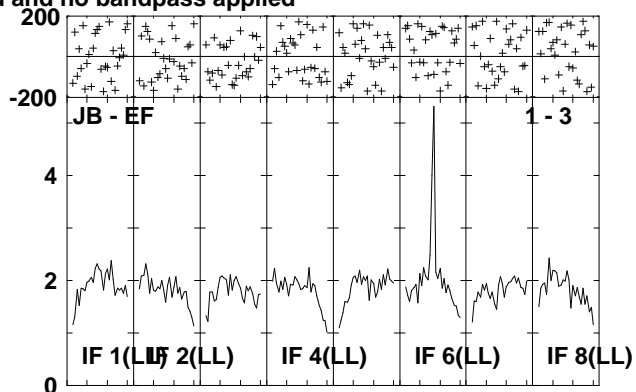 and no bandpass applied
200
-200
JB - EF 1 - 3
4
2
0
IF 1(LL) IF 2(LL) IF 4(LL) IF 6(LL) IF 8(LL)